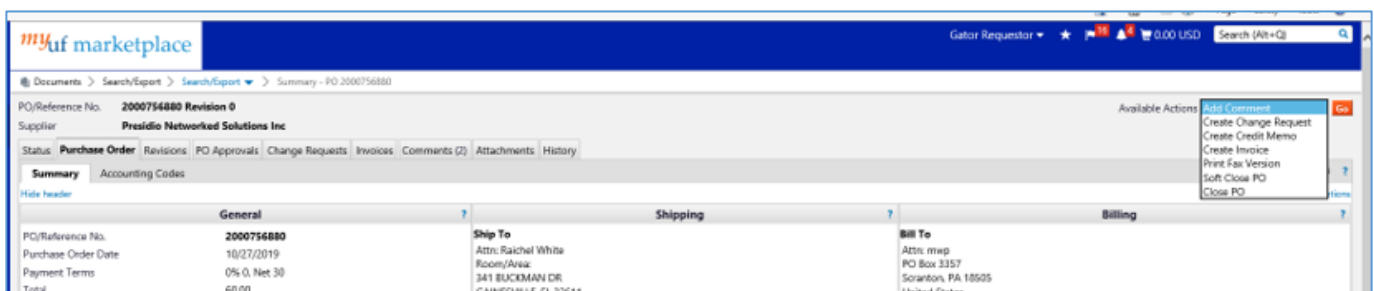 myuf marketplace
Gator Requestor
16
4
0.00 USD
Search (Alt+Q)
Documents > Search/Export > Search/Export > Summary - PO 2000756880
PO/Reference No. 2000756880 Revision 0
Available Actions
Add Comment
Go
Supplier Presidio Networked Solutions Inc
Create Change Request
Create Credit Memo
Create Invoice
Print Fax Version
Soft Close PO
Close PO
Status Purchase Order Revisions PO Approvals Change Requests Invoices Comments (2) Attachments History
Summary Accounting Codes ?
Hide header
General ? Shipping ? Billing ?
PO/Reference No. 2000756880
Purchase Order Date 10/27/2019
Payment Terms 0% 0, Net 30
Total 60.00
Ship To
Attn: Raichel White
Room/Area:
341 BUCKMAN DR
Bill To
Attn: mwp
PO Box 3357
Scranton, PA 18505
United States